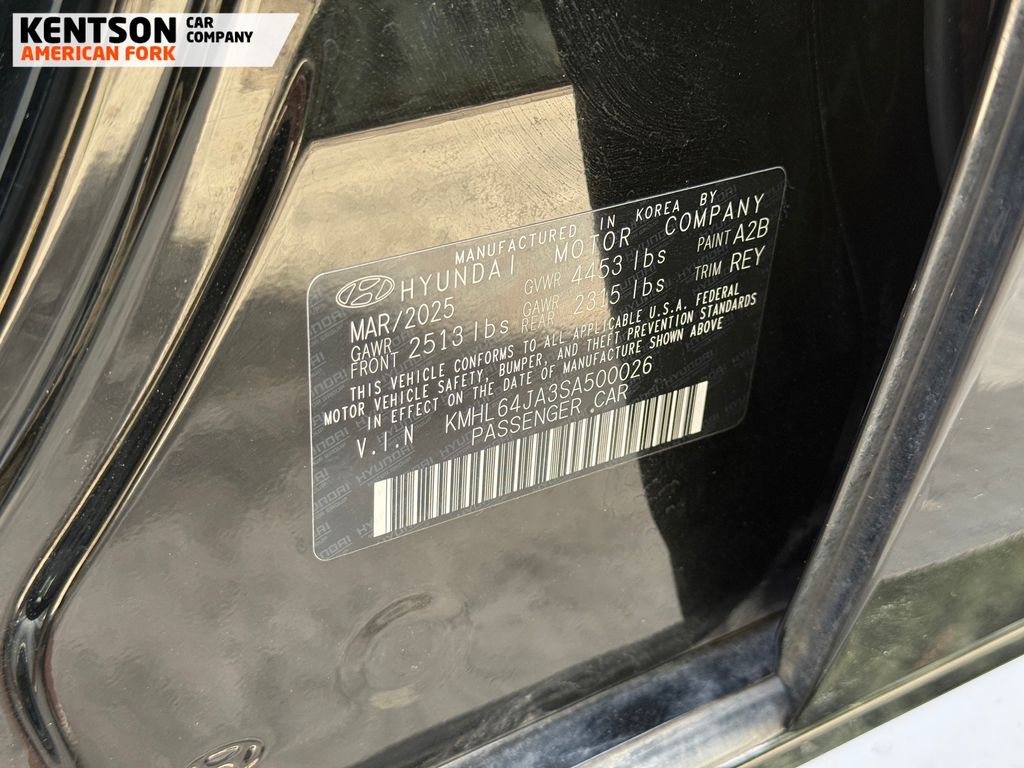 KENTSON CAR COMPANY
AMERICAN FORK
MANUFACTURED IN KOREA BY
HYUNDAI MOTOR COMPANY
MAR/2025 GVWR 4453 lbs PAINT A2B
GAWR FRONT 2513 lbs GAWR REAR 2315 lbs TRIM REY
THIS VEHICLE CONFORMS TO ALL APPLICABLE U.S.A. FEDERAL
MOTOR VEHICLE SAFETY, BUMPER, AND THEFT PREVENTION STANDARDS
IN EFFECT ON THE DATE OF MANUFACTURE SHOWN ABOVE
V.I.N KMHL64JA3SA500026
PASSENGER CAR